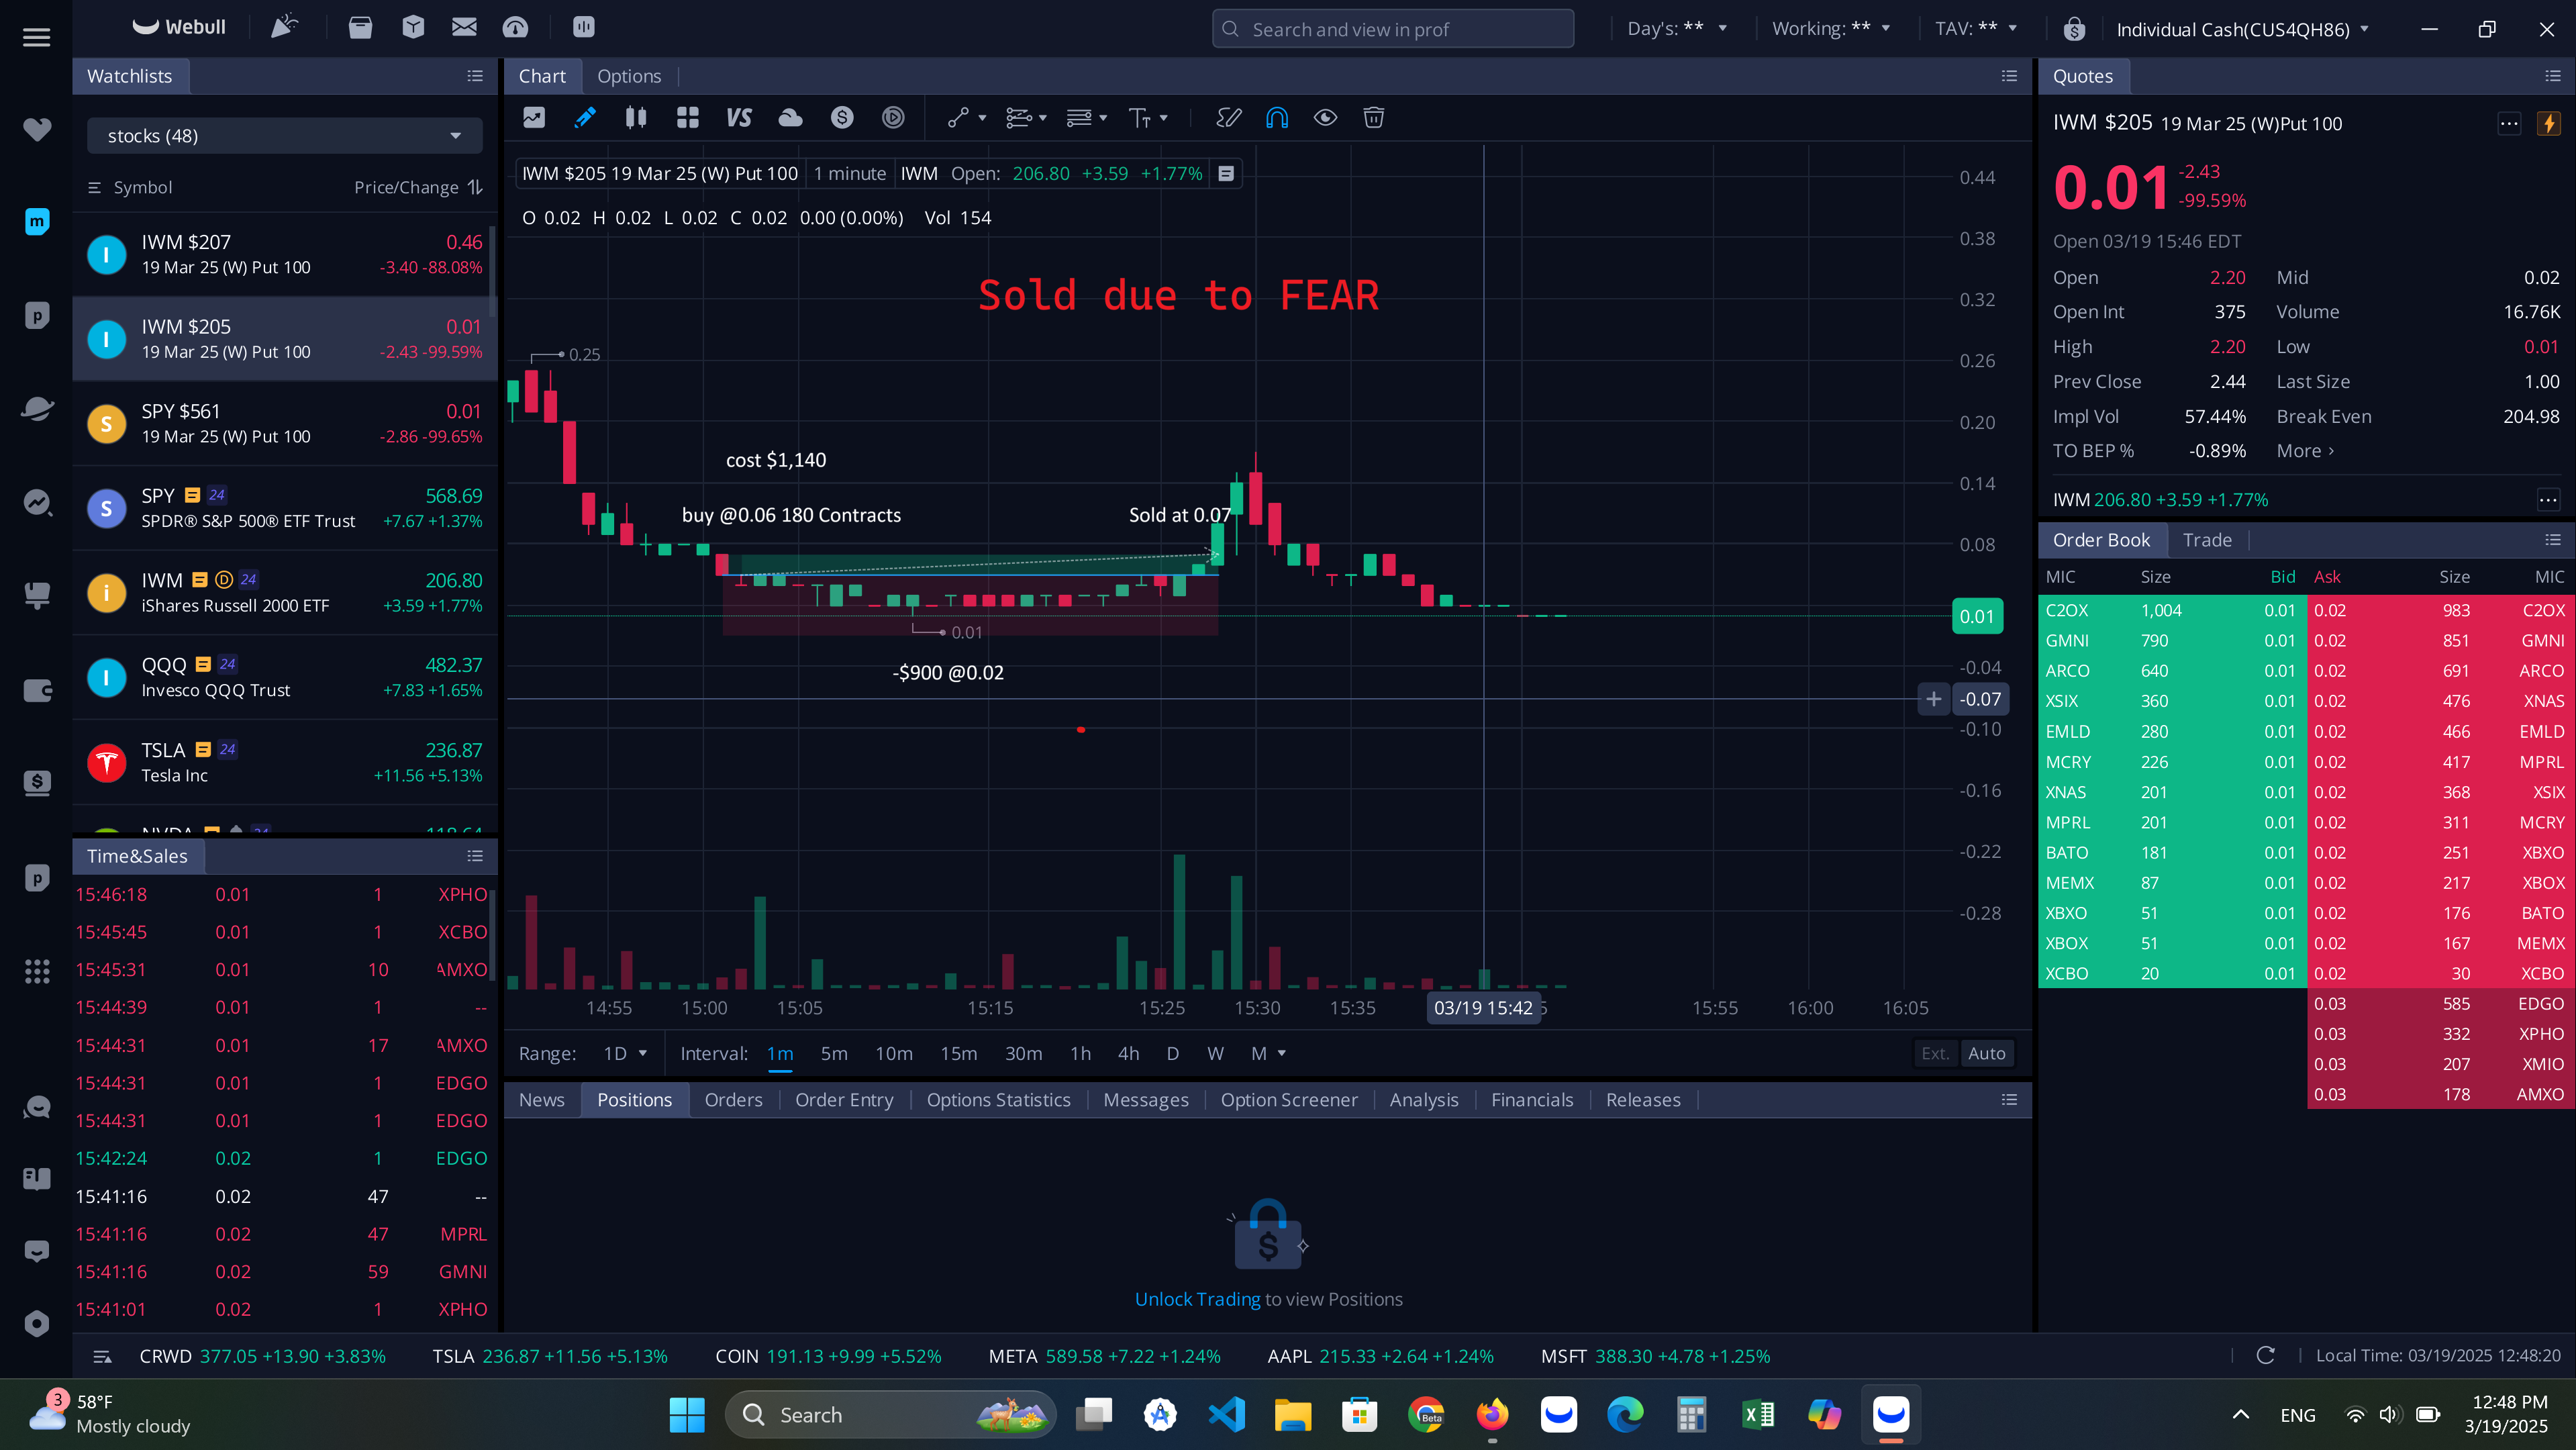 Webull
Search and view in prof
Day's: **
Working: **
TAV: **
Individual Cash(CUS4QH86)
Watchlists
stocks (48)
Symbol Price/Change
IWM $207 0.46
19 Mar 25 (W) Put 100 -3.40 -88.08%
IWM $205 0.01
19 Mar 25 (W) Put 100 -2.43 -99.59%
SPY $561 0.01
19 Mar 25 (W) Put 100 -2.86 -99.65%
SPY 24 568.69
SPDR® S&P 500® ETF Trust +7.67 +1.37%
IWM D 24 206.80
iShares Russell 2000 ETF +3.59 +1.77%
QQQ 24 482.37
Invesco QQQ Trust +7.83 +1.65%
TSLA 24 236.87
Tesla Inc +11.56 +5.13%
Time&Sales
15:46:18 0.01 1 XPHO
15:45:45 0.01 1 XCBO
15:45:31 0.01 10 AMXO
15:44:39 0.01 1 --
15:44:31 0.01 17 AMXO
15:44:31 0.01 1 EDGO
15:44:31 0.01 1 EDGO
15:42:24 0.02 1 EDGO
15:41:16 0.02 47 --
15:41:16 0.02 47 MPRL
15:41:16 0.02 59 GMNI
15:41:01 0.02 1 XPHO
Chart Options
VS
IWM $205 19 Mar 25 (W) Put 100 1 minute IWM Open: 206.80 +3.59 +1.77%
O 0.02 H 0.02 L 0.02 C 0.02 0.00 (0.00%) Vol 154
Sold due to FEAR
0.25
cost $1,140
buy @0.06 180 Contracts
Sold at 0.07
0.01
-$900 @0.02
0.44
0.38
0.32
0.26
0.20
0.14
0.08
0.01
-0.04
-0.07
-0.10
-0.16
-0.22
-0.28
14:55 15:00 15:05 15:15 15:25 15:30 15:35 03/19 15:42 15:55 16:00 16:05
Range: 1D Interval: 1m 5m 10m 15m 30m 1h 4h D W M Ext. Auto
News Positions Orders Order Entry Options Statistics Messages Option Screener Analysis Financials Releases
Unlock Trading to view Positions
Quotes
IWM $205 19 Mar 25 (W)Put 100
0.01 -2.43
-99.59%
Open 03/19 15:46 EDT
Open 2.20 Mid 0.02
Open Int 375 Volume 16.76K
High 2.20 Low 0.01
Prev Close 2.44 Last Size 1.00
Impl Vol 57.44% Break Even 204.98
TO BEP % -0.89% More ›
IWM 206.80 +3.59 +1.77%
Order Book Trade
MIC Size Bid Ask Size MIC
C2OX 1,004 0.01 0.02 983 C2OX
GMNI 790 0.01 0.02 851 GMNI
ARCO 640 0.01 0.02 691 ARCO
XSIX 360 0.01 0.02 476 XNAS
EMLD 280 0.01 0.02 466 EMLD
MCRY 226 0.01 0.02 417 MPRL
XNAS 201 0.01 0.02 368 XSIX
MPRL 201 0.01 0.02 311 MCRY
BATO 181 0.01 0.02 251 XBXO
MEMX 87 0.01 0.02 217 XBOX
XBXO 51 0.01 0.02 176 BATO
XBOX 51 0.01 0.02 167 MEMX
XCBO 20 0.01 0.02 30 XCBO
0.03 585 EDGO
0.03 332 XPHO
0.03 207 XMIO
0.03 178 AMXO
CRWD 377.05 +13.90 +3.83% TSLA 236.87 +11.56 +5.13% COIN 191.13 +9.99 +5.52% META 589.58 +7.22 +1.24% AAPL 215.33 +2.64 +1.24% MSFT 388.30 +4.78 +1.25%
Local Time: 03/19/2025 12:48:20
3
58°F
Mostly cloudy
Search
Beta
ENG
12:48 PM
3/19/2025